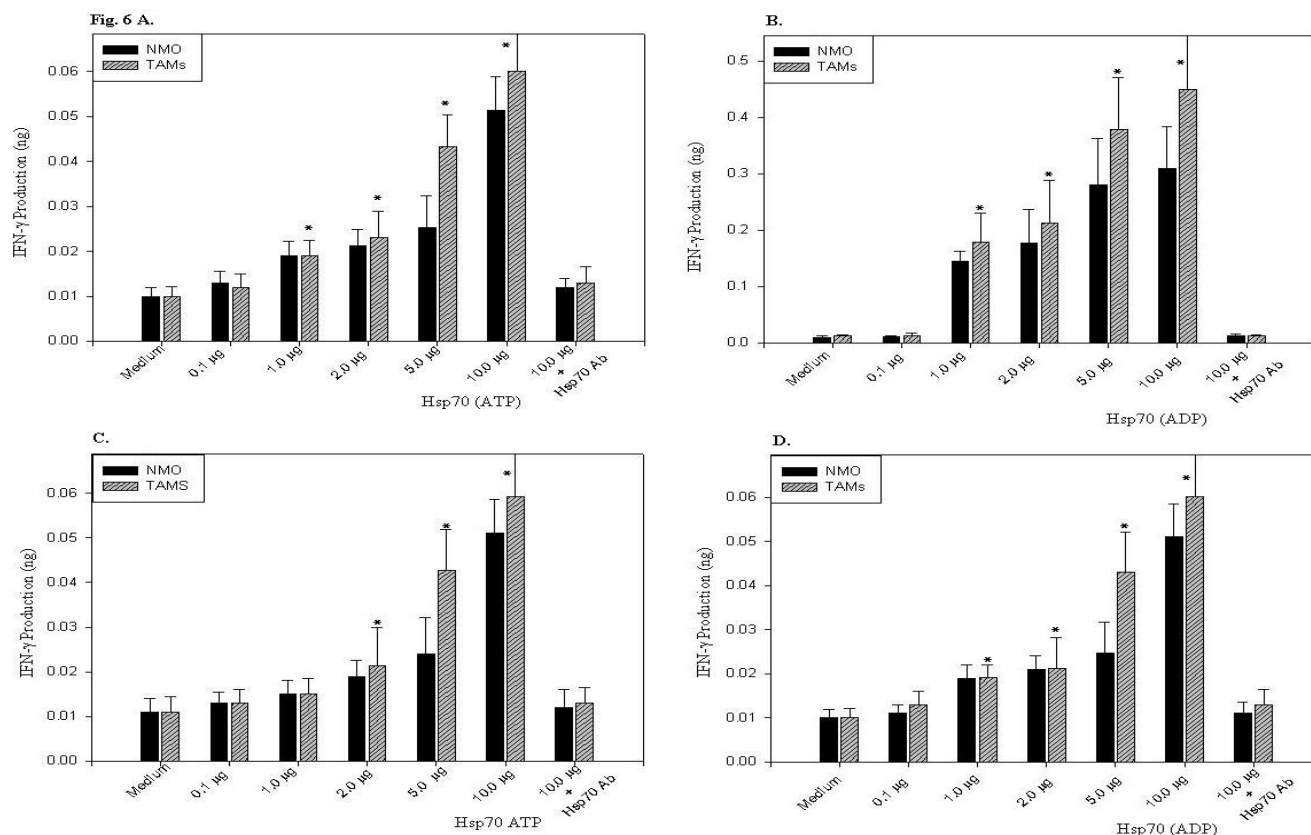 Fig. 6 A.
NMO
TAMs
IFN-γ Production (ng)
0.06
0.05
0.04
0.03
0.02
0.01
0.00
Medium
0.1 µg
1.0 µg
2.0 µg
5.0 µg
10.0 µg
10.0 µg
+
Hsp70 Ab
*
*
*
*
Hsp70 (ATP)
B.
NMO
TAMs
IFN-γ Production (ng)
0.5
0.4
0.3
0.2
0.1
0.0
Medium
0.1 µg
1.0 µg
2.0 µg
5.0 µg
10.0 µg
10.0 µg
+
Hsp70 Ab
*
*
*
*
Hsp70 (ADP)
C.
NMO
TAMS
IFN-γ Production (ng)
0.06
0.05
0.04
0.03
0.02
0.01
0.00
Medium
0.1 µg
1.0 µg
2.0 µg
5.0 µg
10.0 µg
10.0 µg
+
Hsp70 Ab
*
*
*
Hsp70 ATP
D.
NMO
TAMs
IFN-γ Production (ng)
0.06
0.05
0.04
0.03
0.02
0.01
0.00
Medium
0.1 µg
1.0 µg
2.0 µg
5.0 µg
10.0 µg
10.0 µg
+
Hsp70 Ab
*
*
*
*
Hsp70 (ADP)